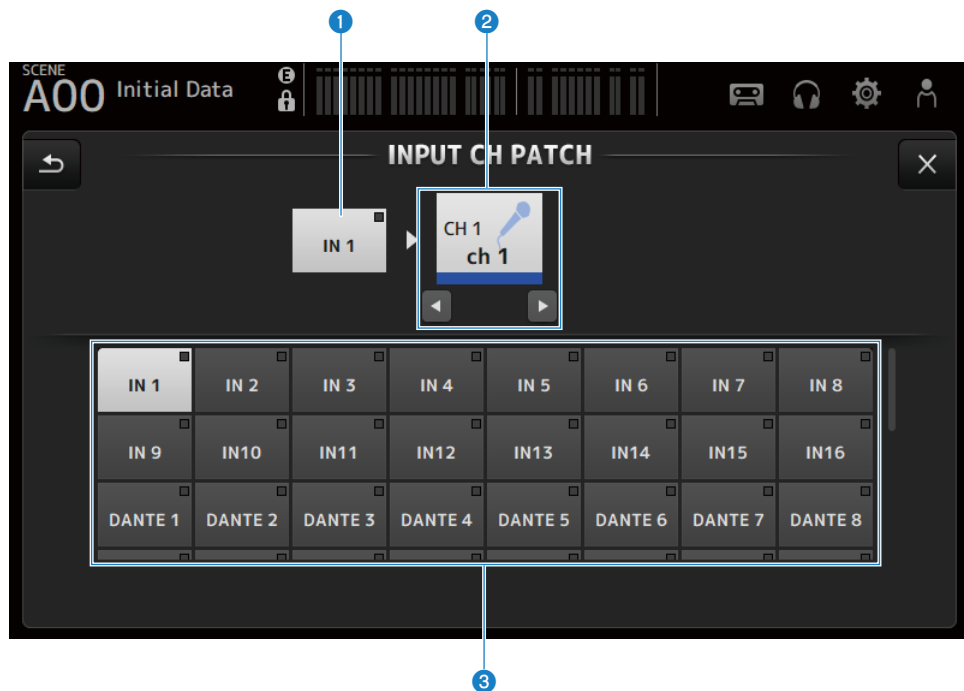 1 2
SCENE
A00 Initial Data E
INPUT CH PATCH
IN 1 CH 1
ch 1
IN 1 IN 2 IN 3 IN 4 IN 5 IN 6 IN 7 IN 8
IN 9 IN10 IN11 IN12 IN13 IN14 IN15 IN16
DANTE 1 DANTE 2 DANTE 3 DANTE 4 DANTE 5 DANTE 6 DANTE 7 DANTE 8
3